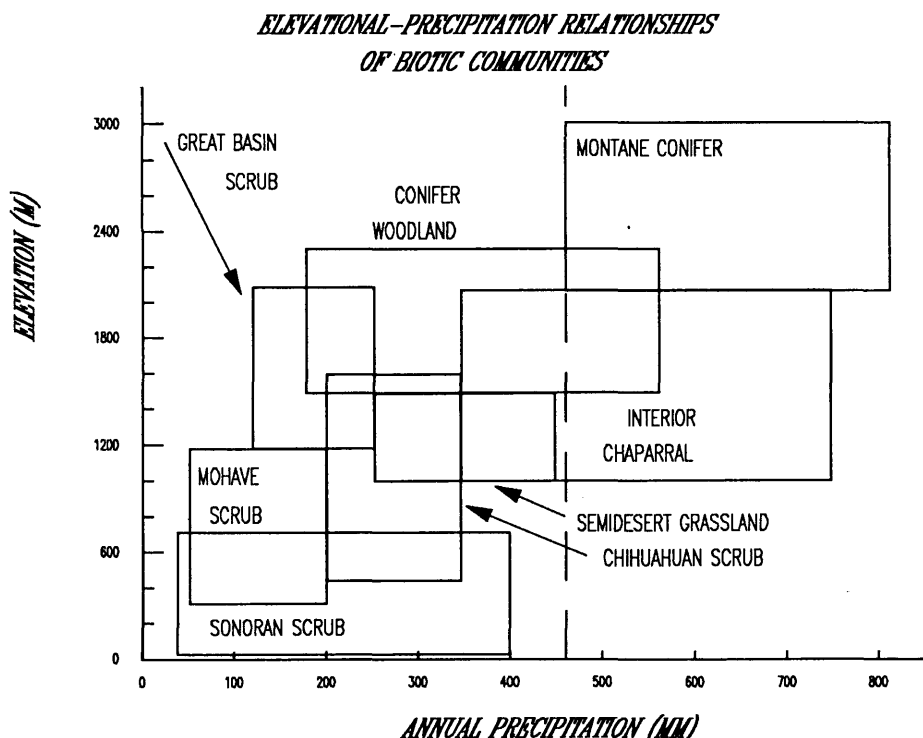 ELEVATIONAL-PRECIPITATION RELATIONSHIPS
OF BIOTIC COMMUNITIES
ELEVATION (M)
3000
2400
1800
1200
600
0
GREAT BASIN
SCRUB
CONIFER
WOODLAND
MONTANE CONIFER
INTERIOR
CHAPARRAL
MOHAVE
SCRUB
SEMIDESERT GRASSLAND
CHIHUAHUAN SCRUB
SONORAN SCRUB
0 100 200 300 400 500 600 700 800
ANNUAL PRECIPITATION (MM)